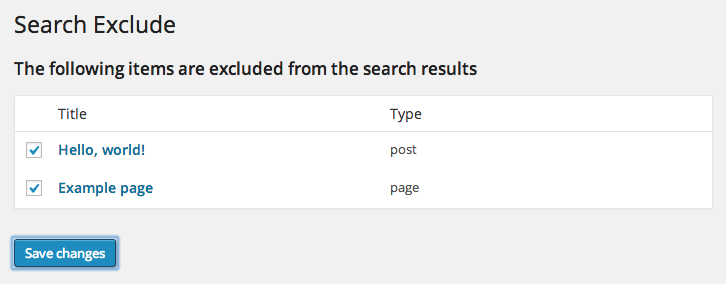 Search Exclude
The following items are excluded from the search results
Title Type
Hello, world! post
Example page page
Save changes